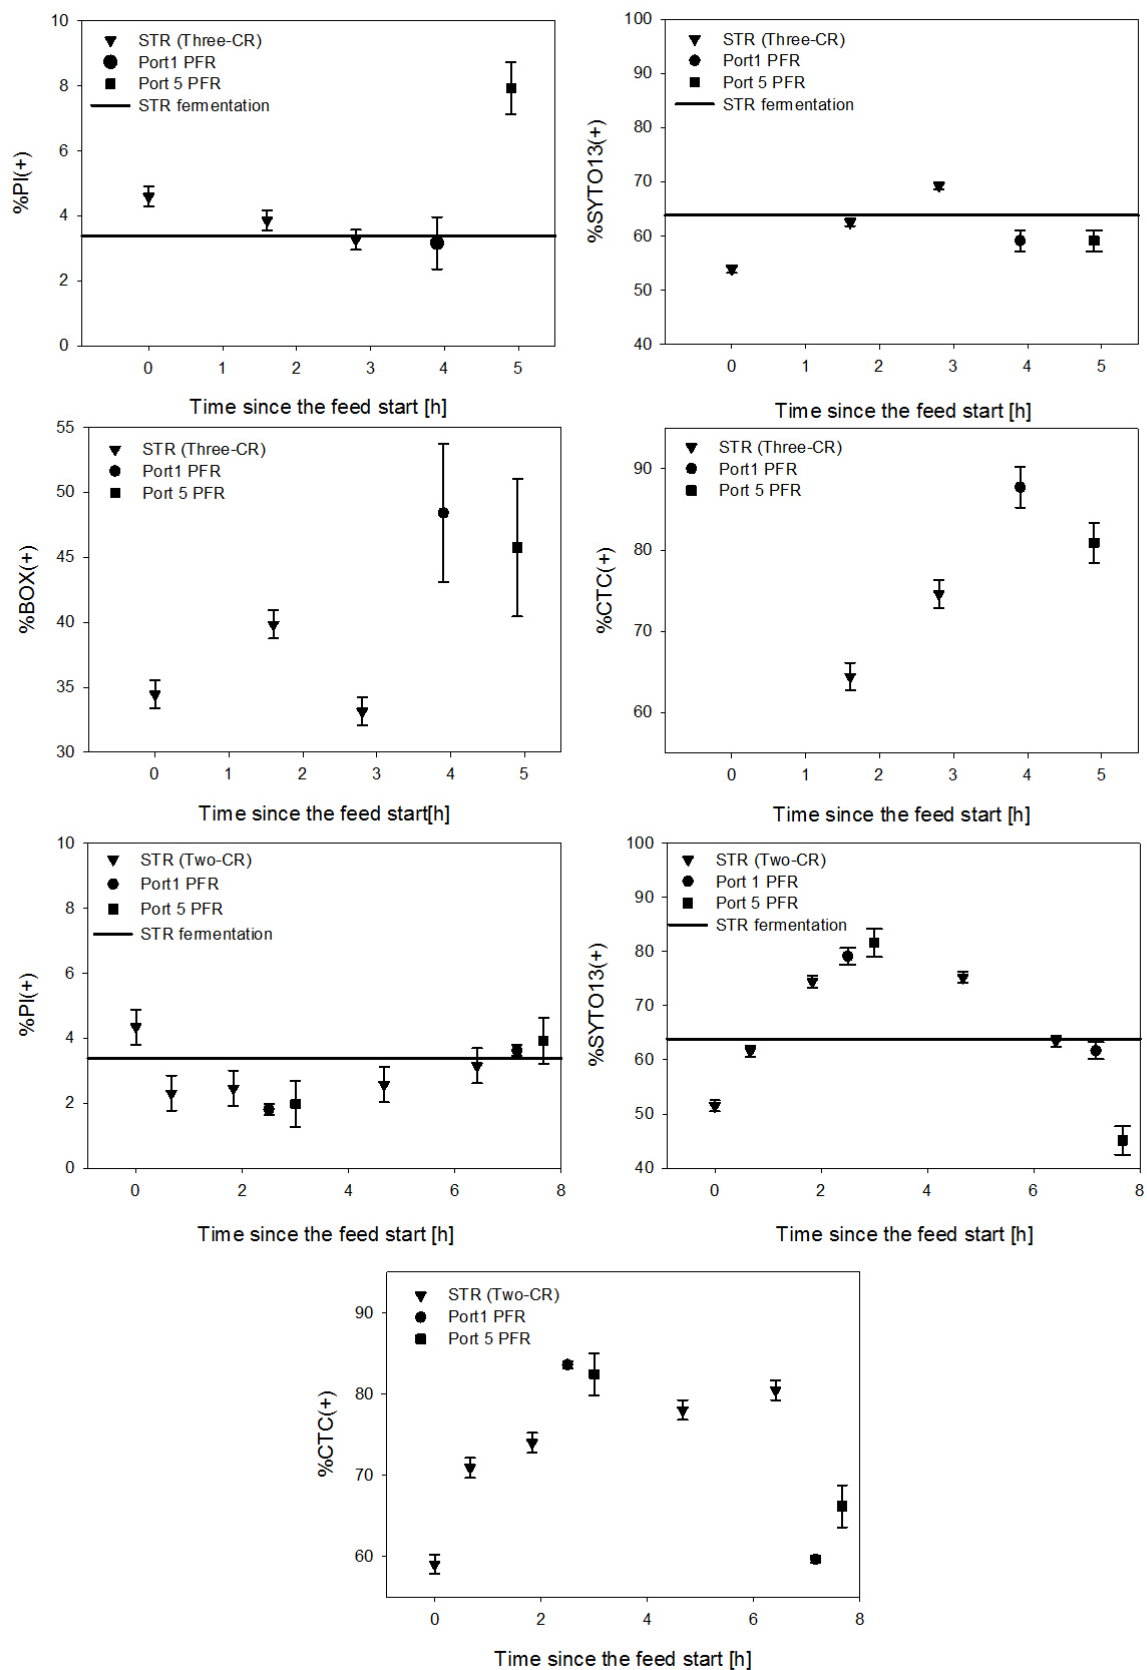 10
8
6
4
2
0
%PI(+)
STR (Three-CR)
Port1 PFR
Port 5 PFR
STR fermentation
0 1 2 3 4 5
Time since the feed start [h]
100
90
80
70
60
50
40
%SYTO13(+)
STR (Three-CR)
Port1 PFR
Port 5 PFR
STR fermentation
0 1 2 3 4 5
Time since the feed start [h]
55
50
45
40
35
30
%BOX(+)
STR (Three-CR)
Port1 PFR
Port 5 PFR
0 1 2 3 4 5
Time since the feed start[h]
90
80
70
60
%CTC(+)
STR (Three-CR)
Port1 PFR
Port 5 PFR
0 1 2 3 4 5
Time since the feed start [h]
10
8
6
4
2
0
%PI(+)
STR (Two-CR)
Port1 PFR
Port 5 PFR
STR fermentation
0 2 4 6 8
Time since the feed start [h]
100
90
80
70
60
50
40
%SYTO13(+)
STR (Two-CR)
Port 1 PFR
Port 5 PFR
STR fermentation
0 2 4 6 8
Time since the feed start [h]
90
80
70
60
%CTC(+)
STR (Two-CR)
Port1 PFR
Port 5 PFR
0 2 4 6 8
Time since the feed start [h]